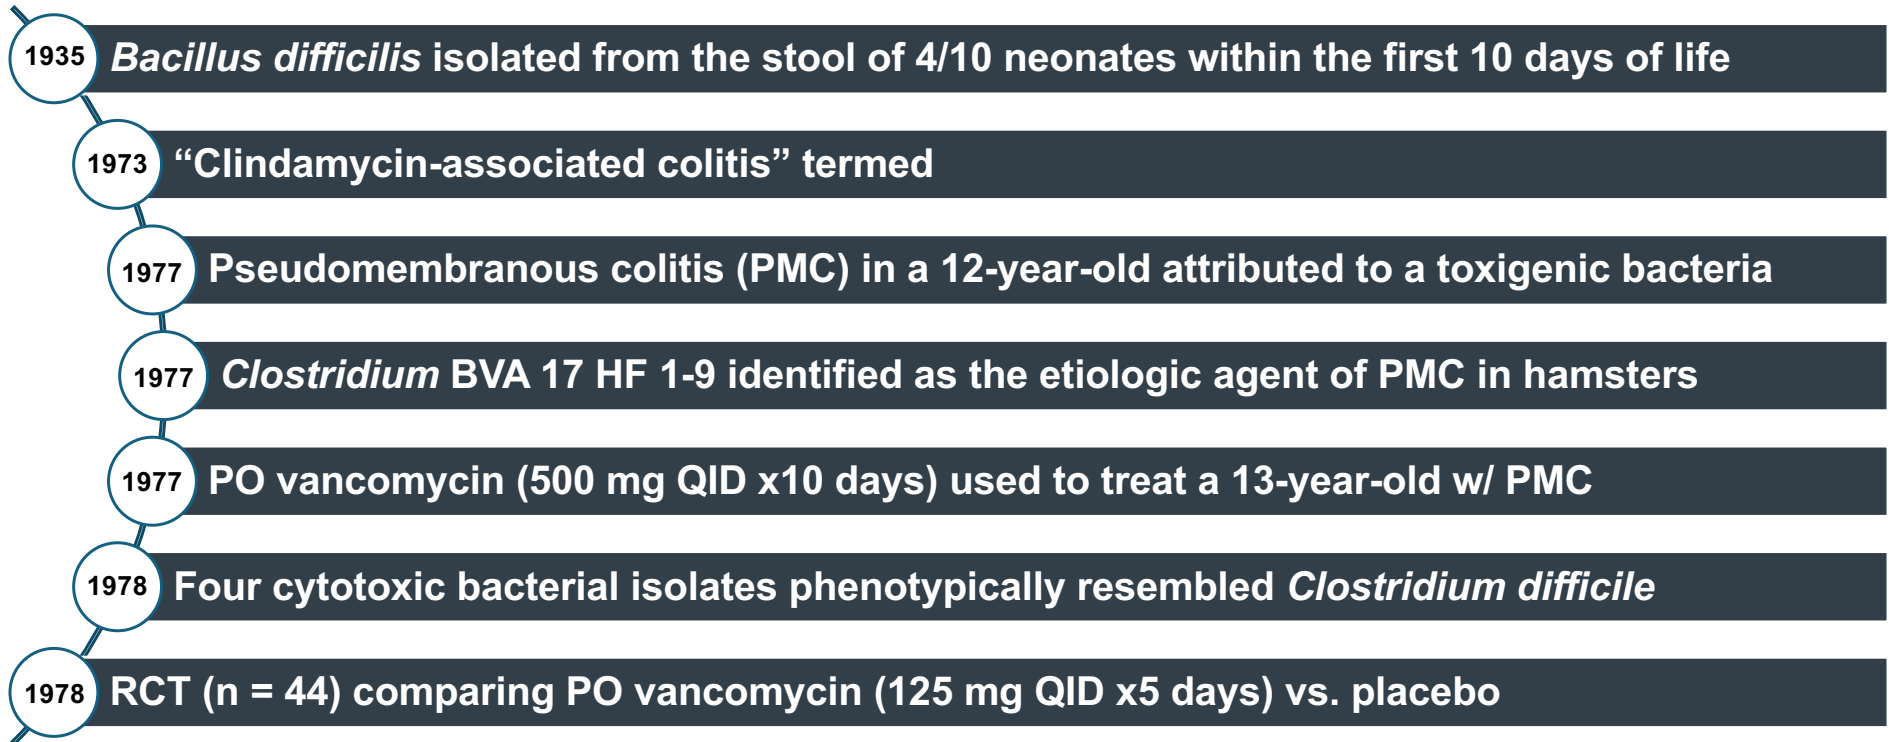 1935 Bacillus difficilis isolated from the stool of 4/10 neonates within the first 10 days of life
1973 “Clindamycin-associated colitis” termed
1977 Pseudomembranous colitis (PMC) in a 12-year-old attributed to a toxigenic bacteria
1977 Clostridium BVA 17 HF 1-9 identified as the etiologic agent of PMC in hamsters
1977 PO vancomycin (500 mg QID x10 days) used to treat a 13-year-old w/ PMC
1978 Four cytotoxic bacterial isolates phenotypically resembled Clostridium difficile
1978 RCT (n = 44) comparing PO vancomycin (125 mg QID x5 days) vs. placebo